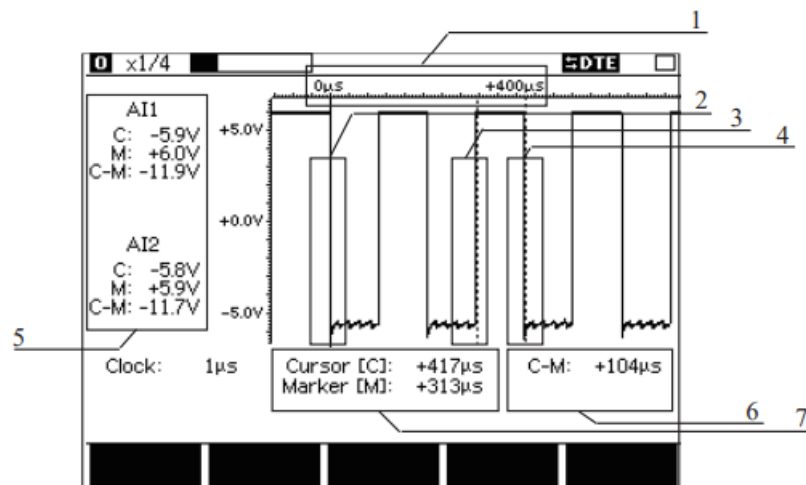 1
0 x1/4 ⇆DTE
0µs +400µs
2
3
4
AI1
C: -5.9V
M: +6.0V
C-M: -11.9V
+5.0V
+0.0V
AI2
C: -5.8V
M: +5.9V
C-M: -11.7V
-5.0V
5
Clock: 1µs
Cursor [C]: +417µs
Marker [M]: +313µs
C-M: +104µs
6
7